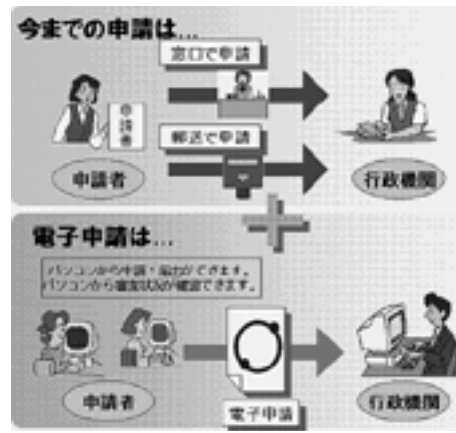 今までの申請は...
窓口で申請
申請書
郵送で申請
申請者
行政機関
電子申請は...
パソコンから申請・届出ができます。
パソコンから審査状況が確認できます。
申請者
行政機関
電子申請